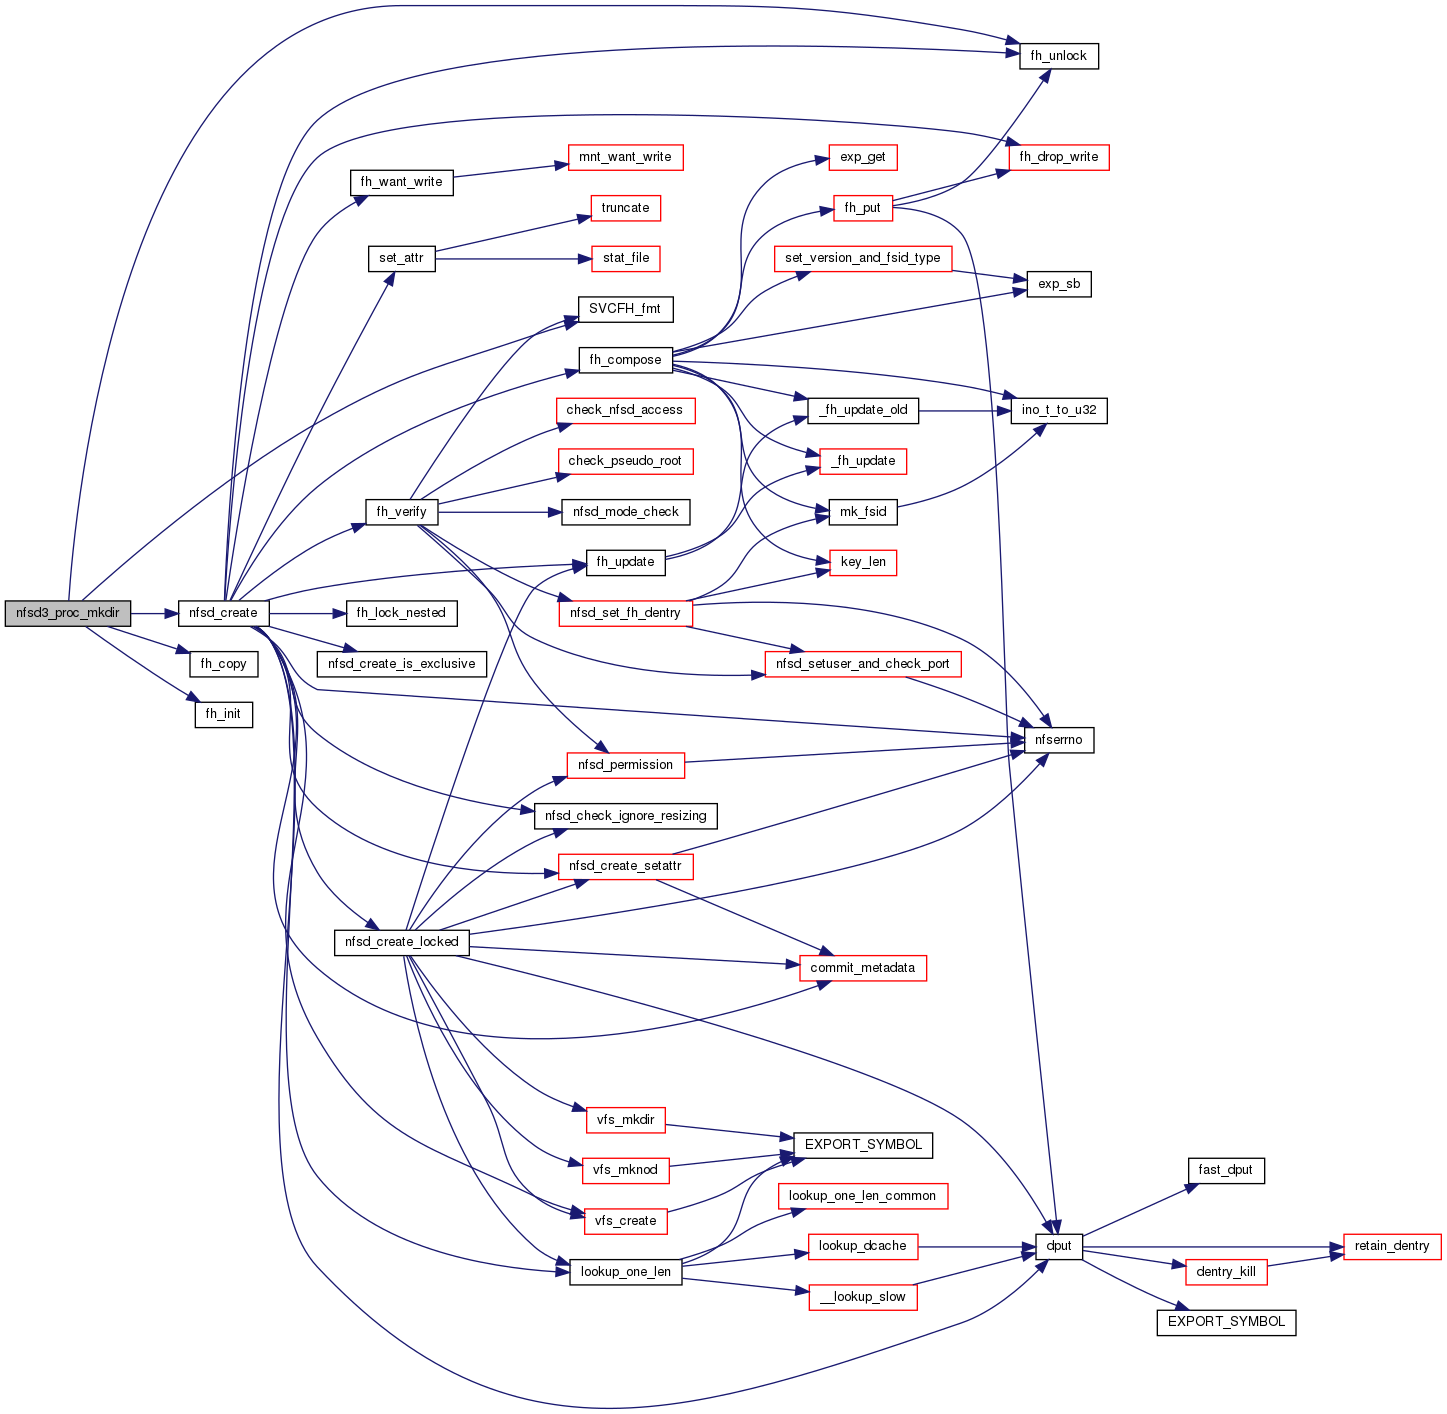 fh_unlock
mnt_want_write
exp_get
fh_drop_write
fh_want_write
truncate
fh_put
set_attr
stat_file
set_version_and_fsid_type
exp_sb
SVCFH_fmt
fh_compose
check_nfsd_access
_fh_update_old
ino_t_to_u32
check_pseudo_root
_fh_update
fh_verify
nfsd_mode_check
mk_fsid
fh_update
key_len
nfsd3_proc_mkdir
nfsd_create
fh_lock_nested
nfsd_set_fh_dentry
fh_copy
nfsd_create_is_exclusive
nfsd_setuser_and_check_port
fh_init
nfserrno
nfsd_permission
nfsd_check_ignore_resizing
nfsd_create_setattr
nfsd_create_locked
commit_metadata
vfs_mkdir
EXPORT_SYMBOL
vfs_mknod
fast_dput
lookup_one_len_common
vfs_create
lookup_dcache
dput
retain_dentry
lookup_one_len
dentry_kill
__lookup_slow
EXPORT_SYMBOL